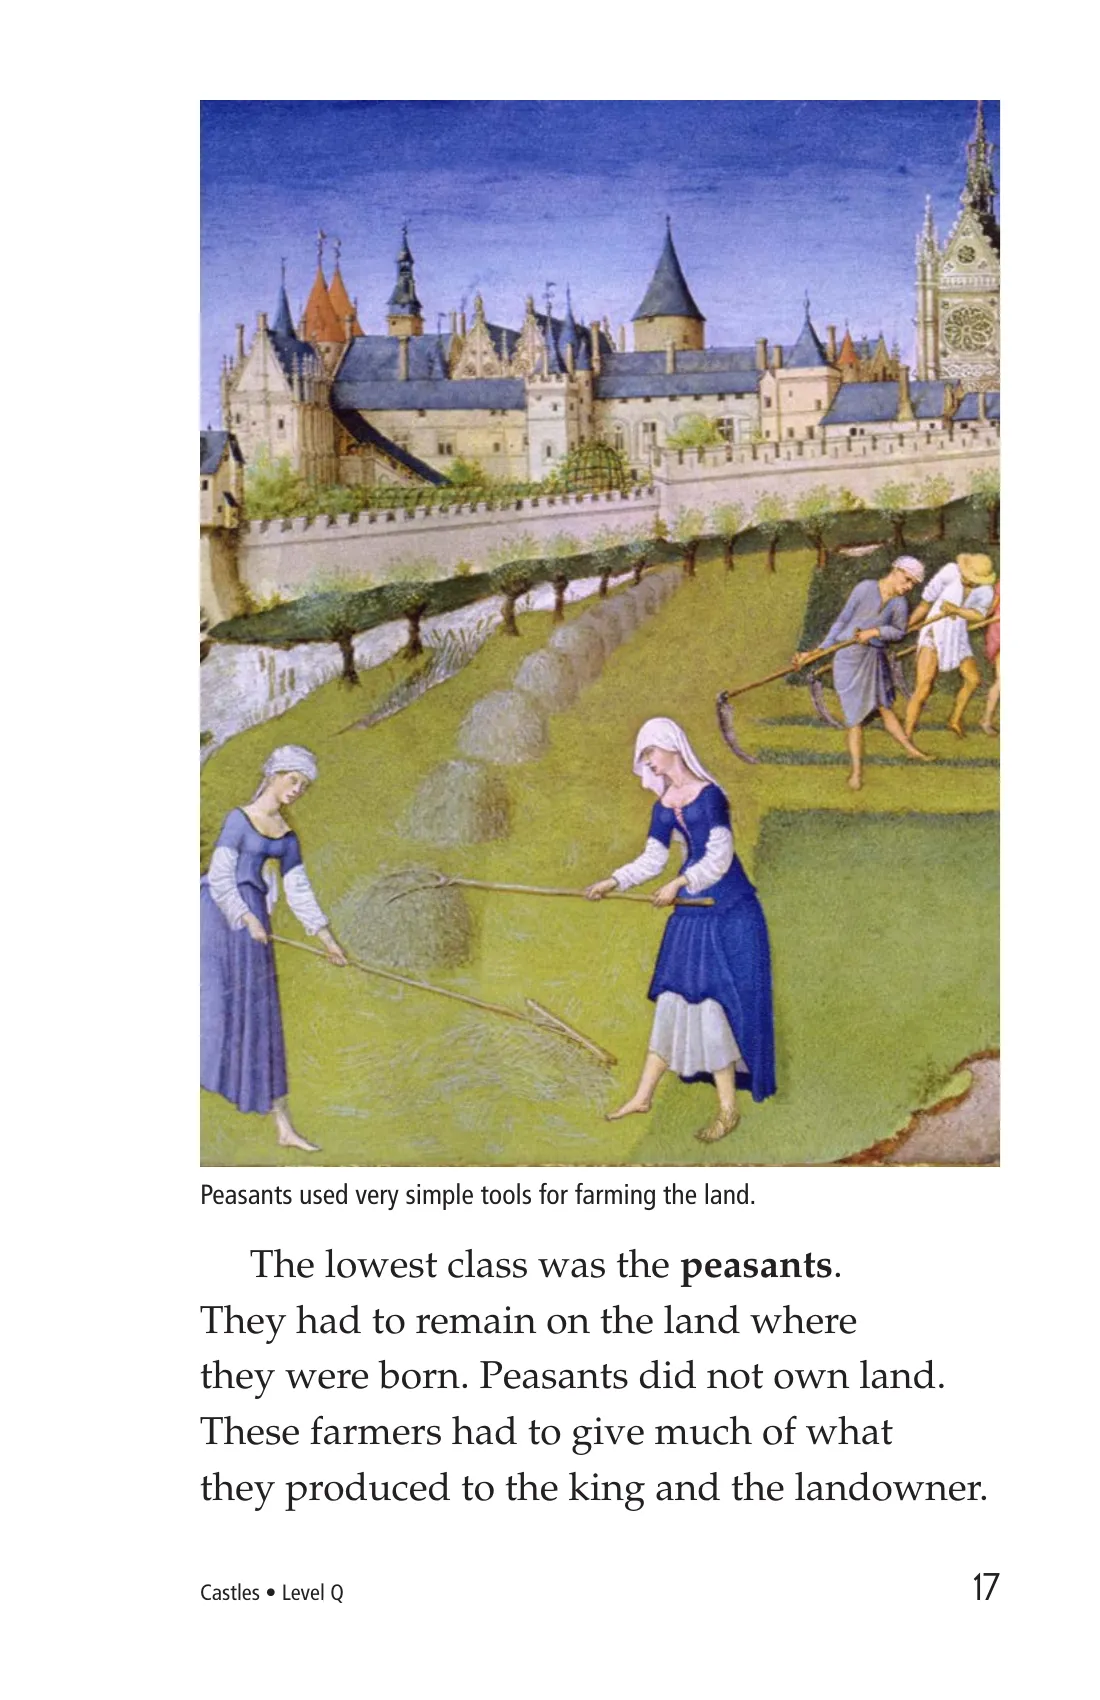 Peasants used very simple tools for farming the land.
The lowest class was the peasants.
They had to remain on the land where
they were born. Peasants did not own land.
These farmers had to give much of what
they produced to the king and the landowner.
Castles • Level Q
17